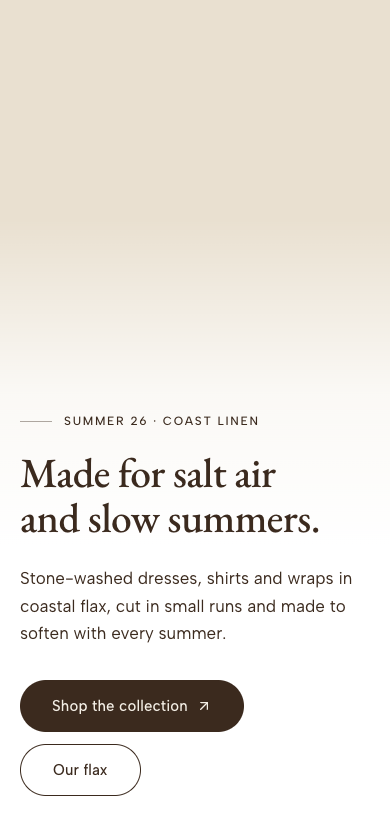 SUMMER 26 · COAST LINEN
Made for salt air
and slow summers.
Stone-washed dresses, shirts and wraps in
coastal flax, cut in small runs and made to
soften with every summer.
Shop the collection
Our flax